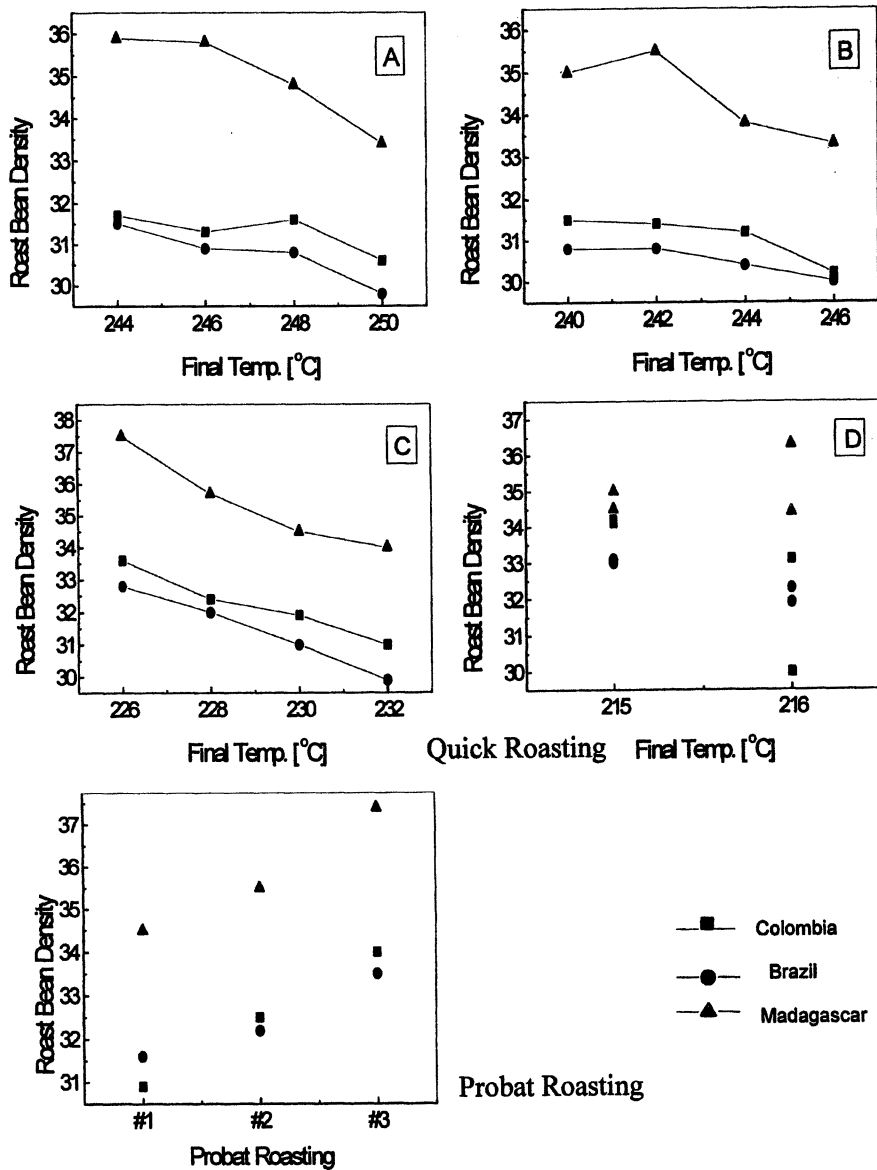 A
Roast Bean Density
36
35
34
33
32
31
30
244 246 248 250
Final Temp. [°C]
B
Roast Bean Density
36
35
34
33
32
31
30
240 242 244 246
Final Temp. [°C]
C
Roast Bean Density
38
37
36
35
34
33
32
31
30
226 228 230 232
Final Temp. [°C]
D
Roast Bean Density
37
36
35
34
33
32
31
30
215 216
Quick Roasting Final Temp. [°C]
Roast Bean Density
37
36
35
34
33
32
31
#1 #2 #3
Probat Roasting
Probat Roasting
Colombia
Brazil
Madagascar